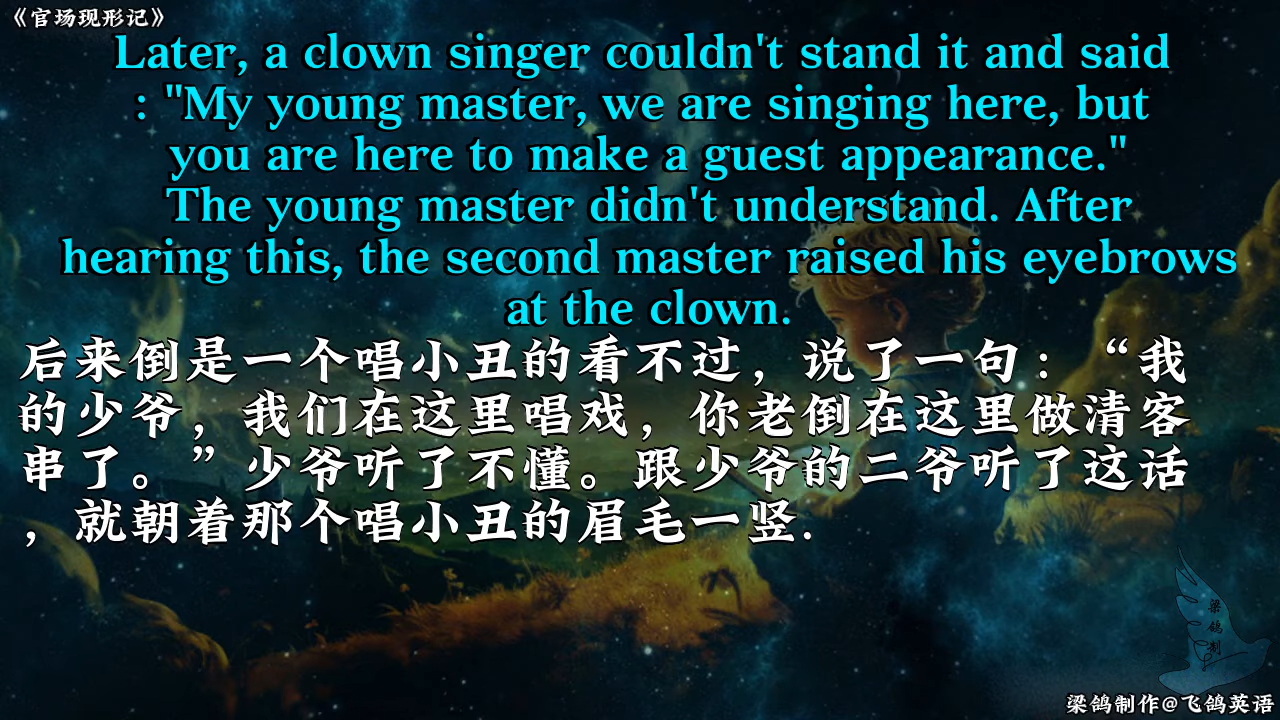 《官场现形记》
Later, a clown singer couldn't stand it and said
: "My young master, we are singing here, but
you are here to make a guest appearance."
The young master didn't understand. After
hearing this, the second master raised his eyebrows
at the clown.
后来倒是一个唱小丑的看不过，说了一句：“我
的少爷，我们在这里唱戏，你老倒在这里做清客
串了。”少爷听了不懂。跟少爷的二爷听了这话
，就朝着那个唱小丑的眉毛一竖.
梁鸽制
梁鸽制作@飞鸽英语